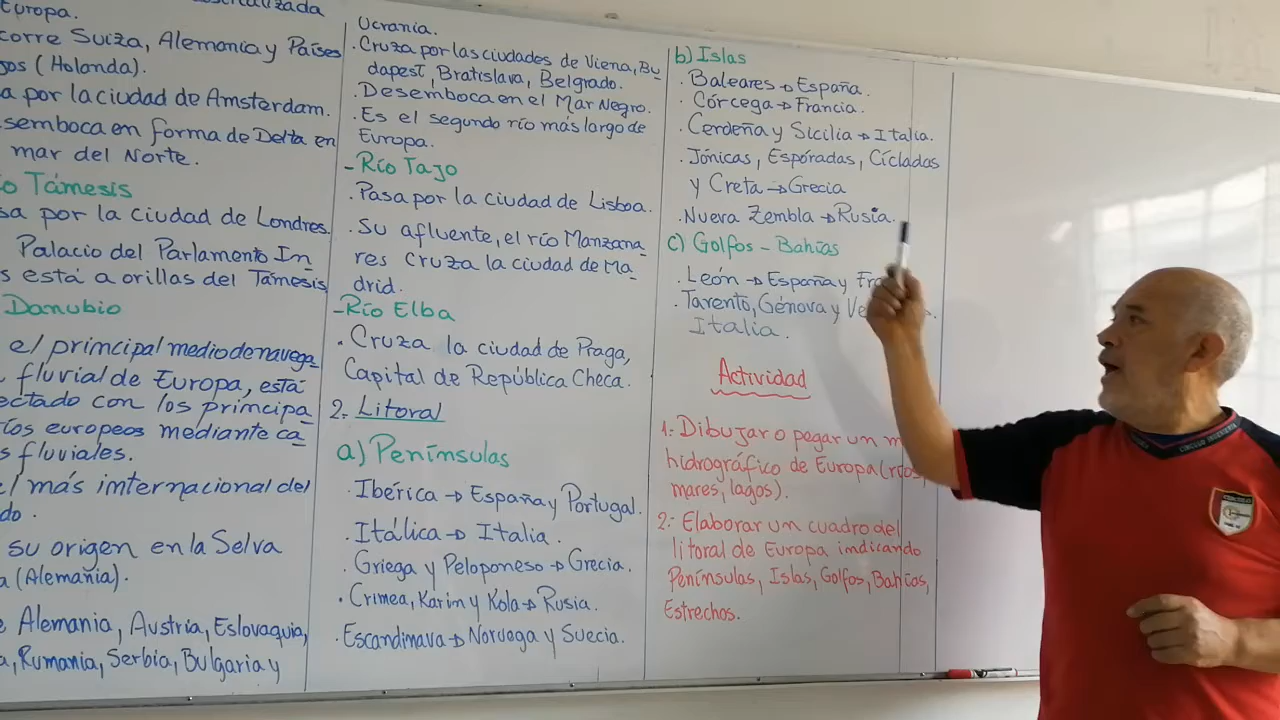 Europa.
corre Suiza, Alemania y Países
jos (Holanda).
a por la ciudad de Amsterdam.
semboca en forma de Delta en
mar del Norte.
o Támesis
sa por la ciudad de Londres.
Palacio del Parlamento In
s está a orillas del Támesis
Danubio
el principal medio de navega
fluvial de Europa, está
ectado con los principa
íos europeos mediante ca
s fluviales.
el más internacional del
do.
su origen en la Selva
a (Alemania).
e Alemania, Austria, Eslovaquia,
a, Rumania, Serbia, Bulgaria y
Ucrania.
. Cruza por las ciudades de Viena, Bu
dapest, Bratislava, Belgrado.
. Desemboca en el Mar Negro.
. Es el segundo río más largo de
Europa.
- Río Tajo
. Pasa por la ciudad de Lisboa.
. Su afluente, el río Manzana
res cruza la ciudad de Ma
drid.
- Río Elba
. Cruza la ciudad de Praga,
Capital de República Checa.
2. Litoral
a) Penínsulas
. Ibérica → España y Portugal.
. Itálica → Italia.
. Griega y Peloponeso → Grecia.
. Crimea, Karin y Kola → Rusia.
. Escandinava → Noruega y Suecia.
b) Islas
. Baleares → España.
. Córcega → Francia.
. Cerdeña y Sicilia → Italia.
. Jónicas, Espóradas, Cícladas
y Creta → Grecia
. Nueva Zembla → Rusia.
c) Golfos - Bahías
. León → España y Fra
. Tarento, Génova y Ve
Italia.
Actividad
1.- Dibujar o pegar un m
hidrográfico de Europa (ríos,
mares, lagos).
2.- Elaborar un cuadro del
litoral de Europa indicando
Penínsulas, Islas, Golfos, Bahías,
Estrechos.